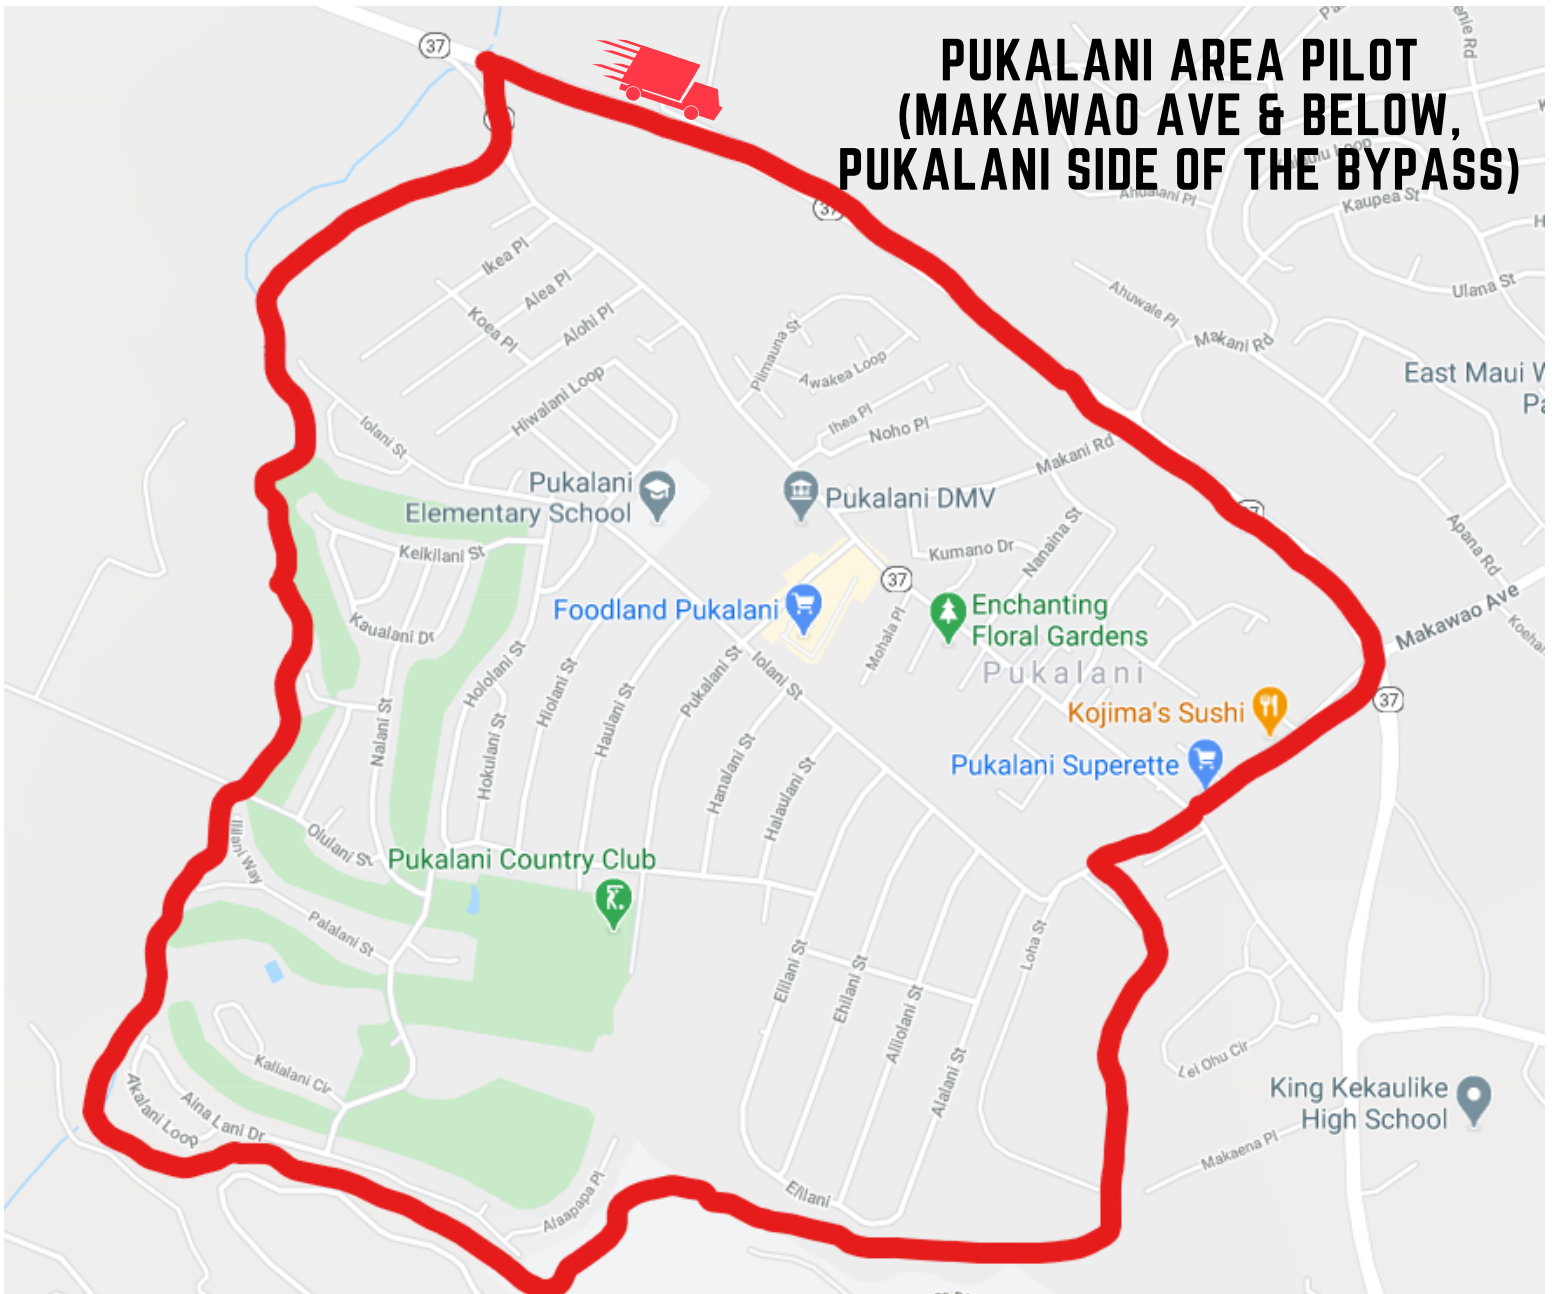 PUKALANI AREA PILOT
(MAKAWAO AVE & BELOW,
PUKALANI SIDE OF THE BYPASS)
37
37
Kaupea St
Ulana St
Ikea Pl
Alea Pl
Koea Pl
Alohi Pl
Ahuwale Pl
Makani Rd
Piimauna St
Awakea Loop
East Maui W
Hiwalani Loop
Iolani St
Ihea Pl
Noho Pl
Makani Rd
Pukalani
Elementary School
Pukalani DMV
Apana Rd
Keikilani St
Kumano Dr
Nanaina St
37
Foodland Pukalani
Enchanting
Floral Gardens
Makawao Ave
Kaualani Dr
Mohala Pl
Pukalani
Hololani St
Hiolani St
Haulani St
Pukalani St
Iolani St
37
Nalani St
Hokulani St
Hanalani St
Halaulani St
Kojima's Sushi
Pukalani Superette
Iliilani Way
Olulani St
Pukalani Country Club
Palalani St
Loha St
Elilani St
Ehilani St
Aliiolani St
Alalani St
Lei Ohu Cir
Kalialani Cir
Akalani Loop
Aina Lani Dr
King Kekaulike
High School
Makaena Pl
Alaapapa Pl
Elilani